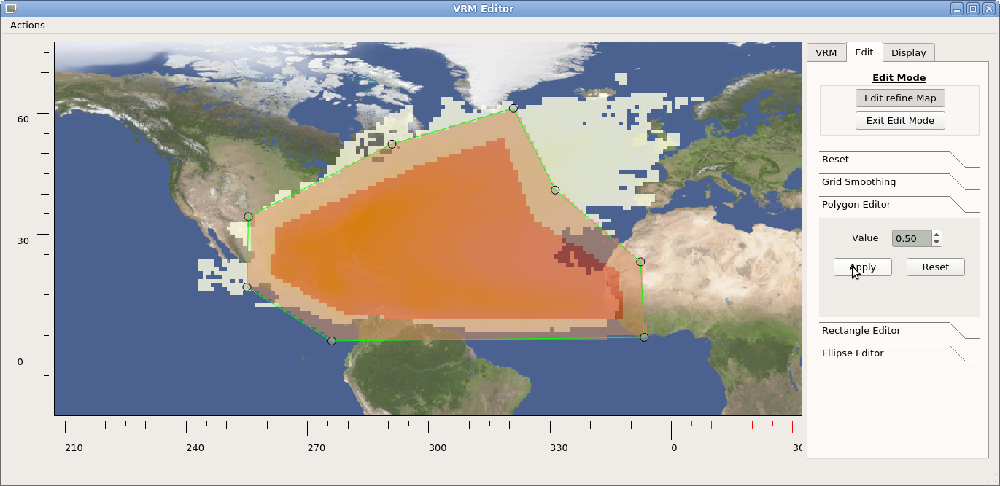 VRM Editor
Actions
VRM Edit Display
Edit Mode
Edit refine Map
Exit Edit Mode
Reset
Grid Smoothing
Polygon Editor
Value 0.50
Apply Reset
Rectangle Editor
Ellipse Editor
60
30
0
210 240 270 300 330 0 30